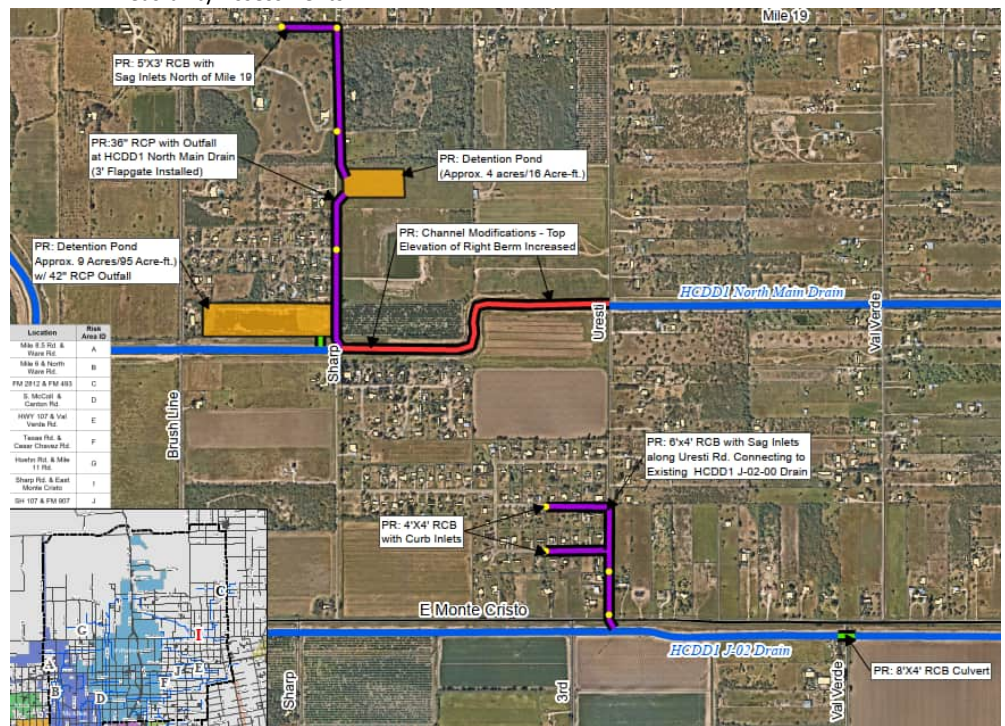 Mile 19
PR: 5'X3' RCB with
Sag Inlets North of Mile 19
PR:36" RCP with Outfall
at HCDD1 North Main Drain
(3' Flapgate Installed)
PR: Detention Pond
(Approx. 4 acres/16 Acre-ft.)
PR: Detention Pond
Approx. 9 Acres/95 Acre-ft.)
w/ 42" RCP Outfall
PR: Channel Modifications - Top
Elevation of Right Berm Increased
HCDD1 North Main Drain
Uresti
Val Verde
Sharp
Brush Line
Location Risk
Area ID
Mile 8.5 Rd. &
Ware Rd. A
Mile 6 & North
Ware Rd. B
FM 2812 & FM 493 C
S. McColl &
Canton Rd. D
HWY 107 & Val
Verde Rd. E
Texas Rd. &
Cesar Chavez Rd. F
Hoehn Rd. & Mile
11 Rd. G
Sharp Rd. & East
Monte Cristo I
SH 107 & FM 907 J
PR: 6'x4' RCB with Sag Inlets
along Uresti Rd. Connecting to
Existing HCDD1 J-02-00 Drain
PR: 4'X4' RCB
with Curb Inlets
E Monte Cristo
HCDD1 J-02 Drain
Sharp
3rd
Val Verde
PR: 8'X4' RCB Culvert
C
G
I
A
J
E
B
D
F